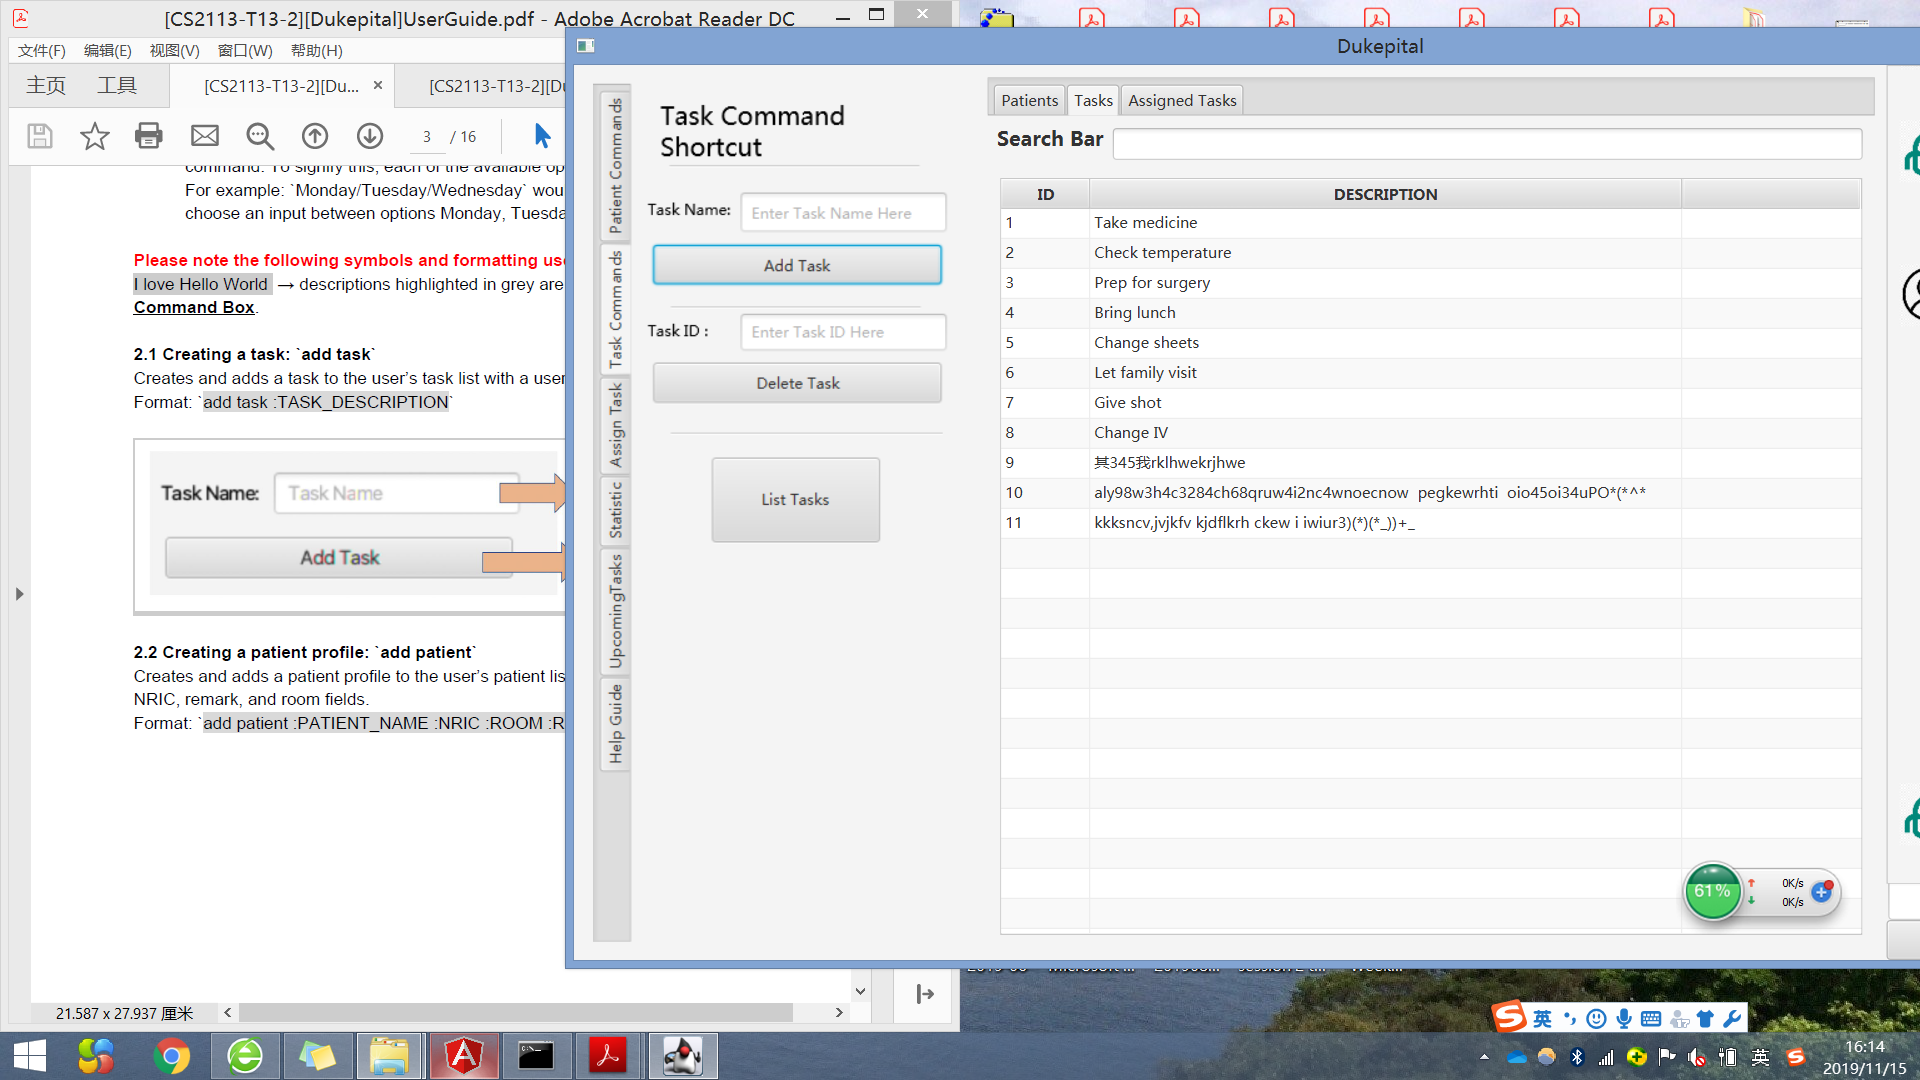 [CS2113-T13-2][Dukepital]UserGuide.pdf - Adobe Acrobat Reader DC
文件(F) 编辑(E) 视图(V) 窗口(W) 帮助(H)
主页 工具 [CS2113-T13-2][Du... × [CS2113-T13-2][Du
3 / 16
command. To signify this, each of the available op
For example: `Monday/Tuesday/Wednesday` wou
choose an input between options Monday, Tuesda
Please note the following symbols and formatting use
I love Hello World → descriptions highlighted in grey are
Command Box.
2.1 Creating a task: `add task`
Creates and adds a task to the user's task list with a user
Format: `add task :TASK_DESCRIPTION`
Task Name: Task Name
Add Task
2.2 Creating a patient profile: `add patient`
Creates and adds a patient profile to the user's patient lis
NRIC, remark, and room fields.
Format: `add patient :PATIENT_NAME :NRIC :ROOM :R
21.587 x 27.937 厘米
Dukepital
Patient Commands
Task Commands
Assign Task
Statistic
UpcomingTasks
Help Guide
Task Command
Shortcut
Task Name: Enter Task Name Here
Add Task
Task ID : Enter Task ID Here
Delete Task
List Tasks
Patients Tasks Assigned Tasks
Search Bar
ID DESCRIPTION
1 Take medicine
2 Check temperature
3 Prep for surgery
4 Bring lunch
5 Change sheets
6 Let family visit
7 Give shot
8 Change IV
9 其345我rklhwekrjhwe
10 aly98w3h4c3284ch68qruw4i2nc4wnoecnow pegkewrhti oio45oi34uPO*(*^*
11 kkksncv,jvjkfv kjdflkrh ckew i iwiur3)(*)(*_))+_
61% 0K/s
0K/s
英
英
16:14
2019/11/15